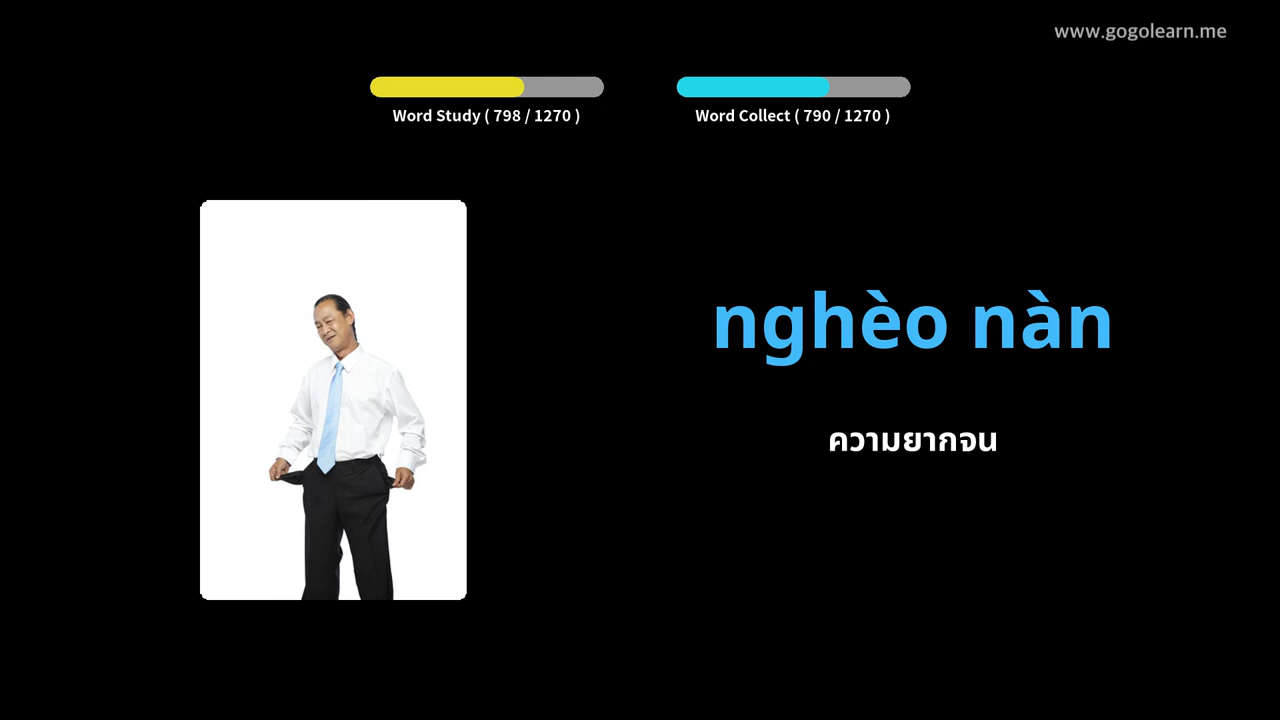 www.gogolearn.me
Word Study ( 798 / 1270 )
Word Collect ( 790 / 1270 )
nghèo nàn
ความยากจน